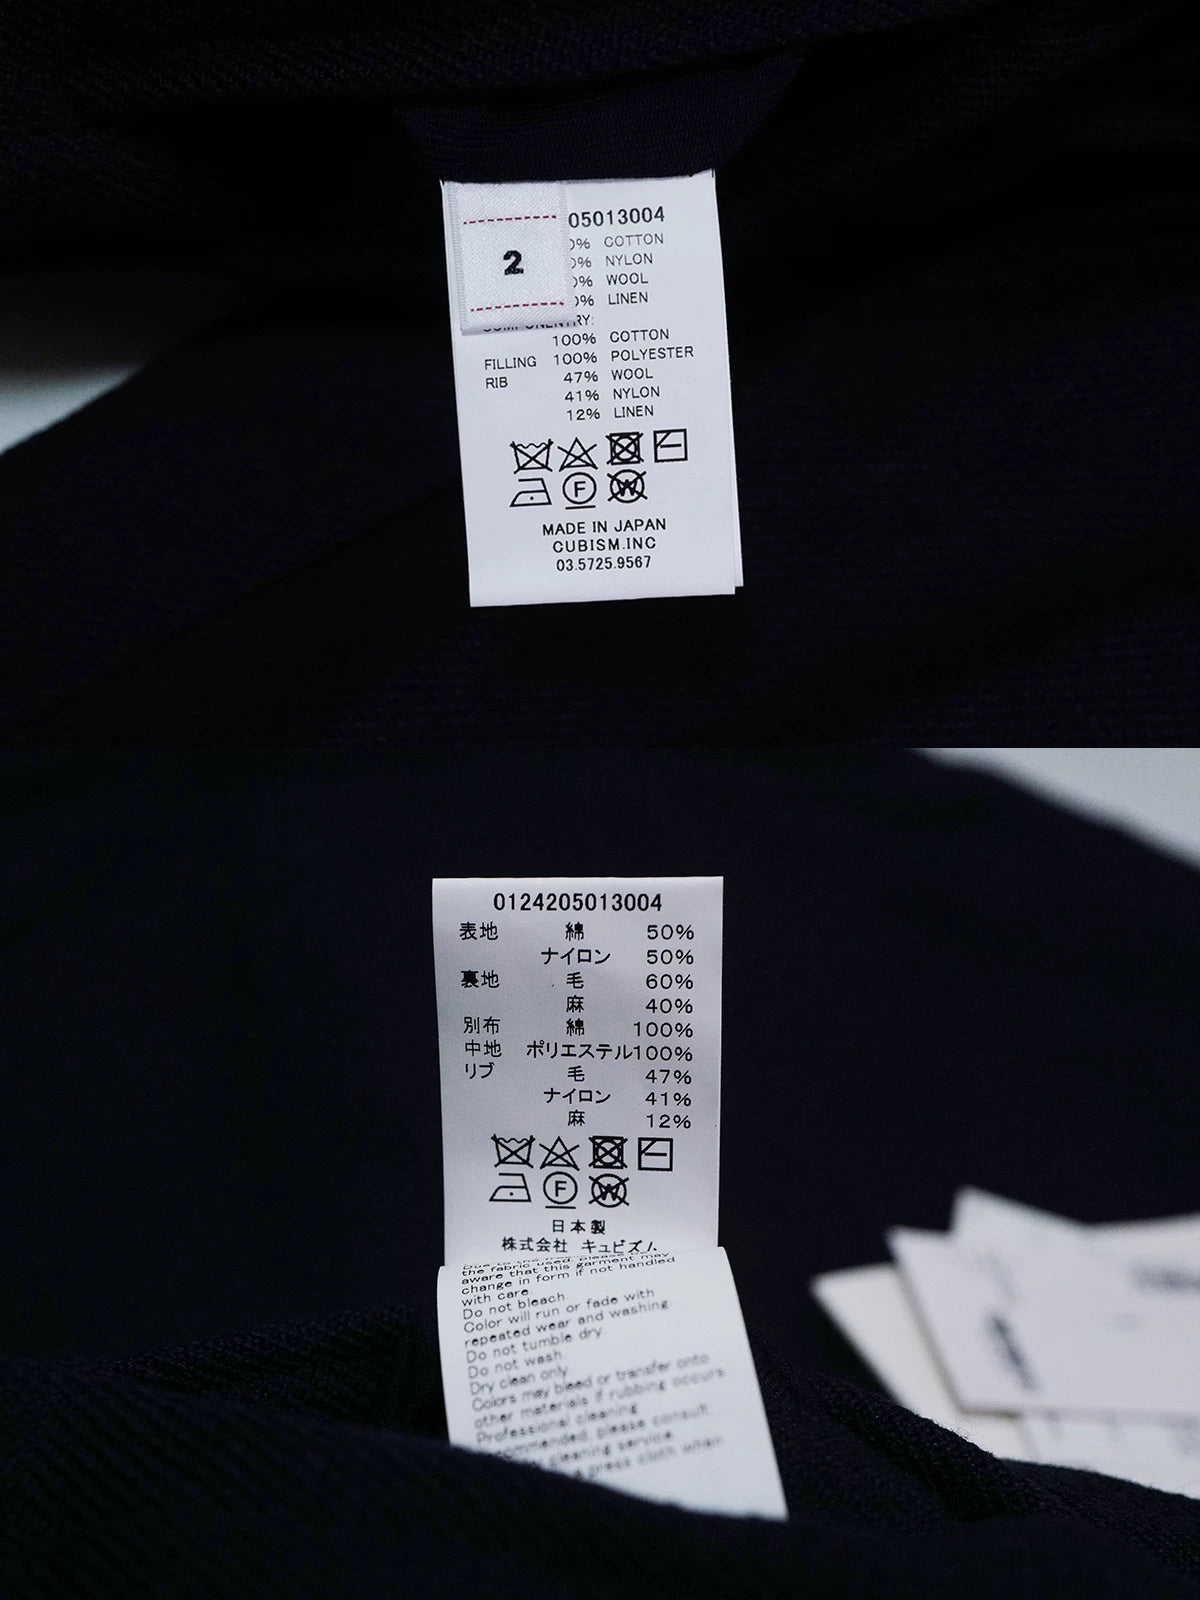 2
05013004
0% COTTON
0% NYLON
0% WOOL
0% LINEN
COMPONENTRY:
100% COTTON
FILLING 100% POLYESTER
RIB 47% WOOL
41% NYLON
12% LINEN
F
W
MADE IN JAPAN
CUBISM.INC
03.5725.9567
0124205013004
表地 綿 50%
ナイロン 50%
裏地 毛 60%
麻 40%
別布 綿 100%
中地 ポリエステル100%
リブ 毛 47%
ナイロン 41%
麻 12%
F
W
日本製
株式会社 キュビズム
the fabric used, please
aware that this garment may
change in form if not handled
with care.
Do not bleach.
Color will run or fade with
repeated wear and washing
Do not tumble dry.
Do not wash.
Dry clean only
Colors may bleed or transfer onto
other materials if rubbing occurs
Professional cleaning
recommended, please consult
cleaning service
press cloth when